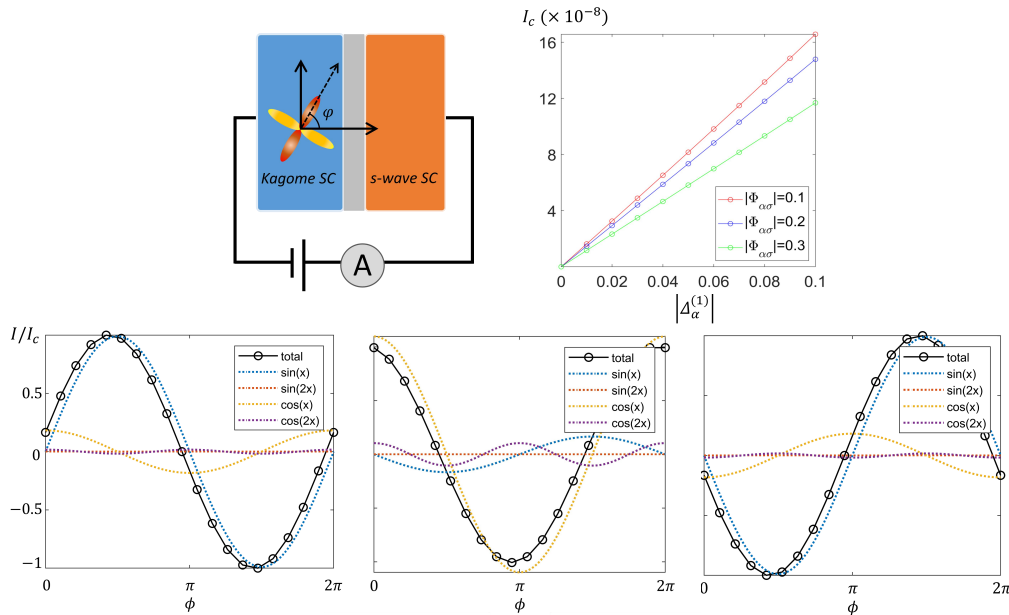 φ
Kagome SC
s-wave SC
A
I_c (× 10⁻⁸)
16
12
8
4
0
0.02
0.04
0.06
0.08
0.1
|Φ_ασ|=0.1
|Φ_ασ|=0.2
|Φ_ασ|=0.3
|Δ_α^(1)|
I/I_c
0.5
0
−0.5
−1
total
sin(x)
sin(2x)
cos(x)
cos(2x)
0
π
2π
ϕ
total
sin(x)
sin(2x)
cos(x)
cos(2x)
0
π
2π
ϕ
total
sin(x)
sin(2x)
cos(x)
cos(2x)
0
π
2π
ϕ